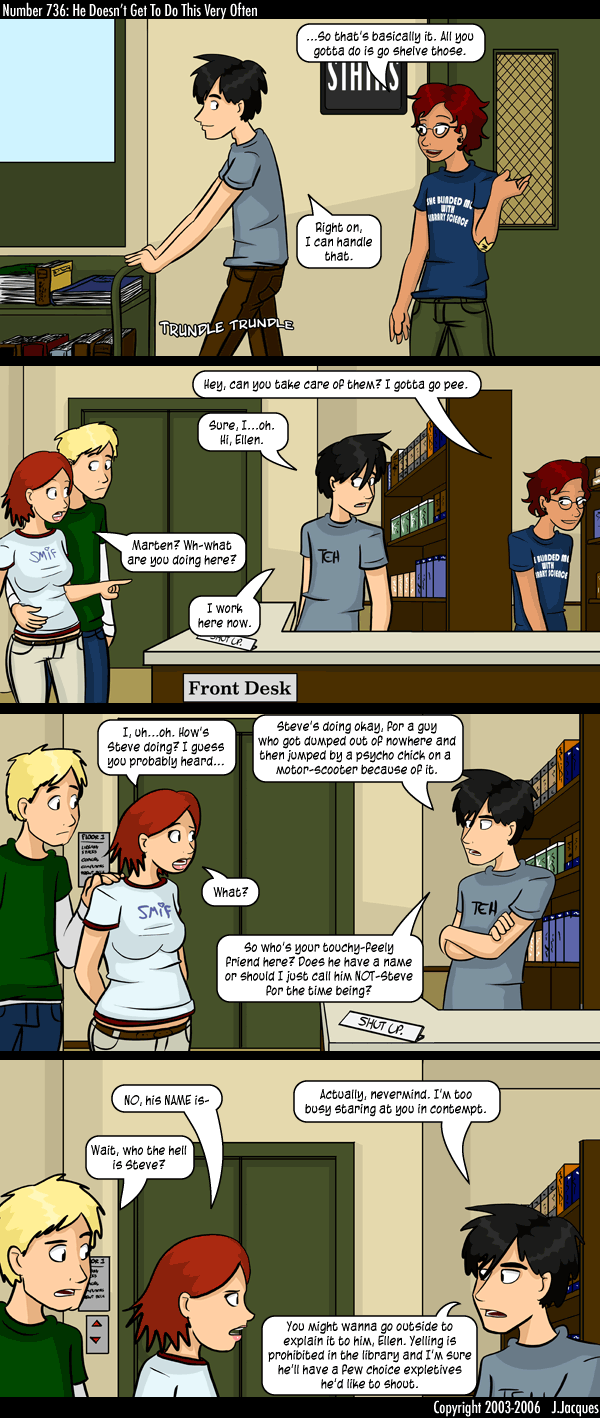 Number 736: He Doesn't Get To Do This Very Often
...So that's basically it. All you
gotta do is go shelve those.
STAIRS
Right on,
I can handle
that.
HE BLINDED ME
WITH
LIBRARY SCIENCE
TRUNDLE TRUNDLE
Hey, can you take care of them? I gotta go pee.
Sure, I...oh.
Hi, Ellen.
Marten? Wh-what
are you doing here?
I work
here now.
SMIF
TEH
BLINDED ME
WITH
SCIENCE
SHUT UP.
Front Desk
I, uh...oh. How's
Steve doing? I guess
you probably heard...
Steve's doing okay, for a guy
who got dumped out of nowhere and
then jumped by a psycho chick on a
motor-scooter because of it.
What?
So who's your touchy-feely
friend here? Does he have a name
or should I just call him NOT-Steve
for the time being?
FLOOR 1
SMIF
TEH
SHUT UP.
NO, his NAME is-
Actually, nevermind. I'm too
busy staring at you in contempt.
Wait, who the hell
is Steve?
You might wanna go outside to
explain it to him, Ellen. Yelling is
prohibited in the library and I'm sure
he'll have a few choice expletives
he'd like to shout.
Copyright 2003-2006 J.Jacques